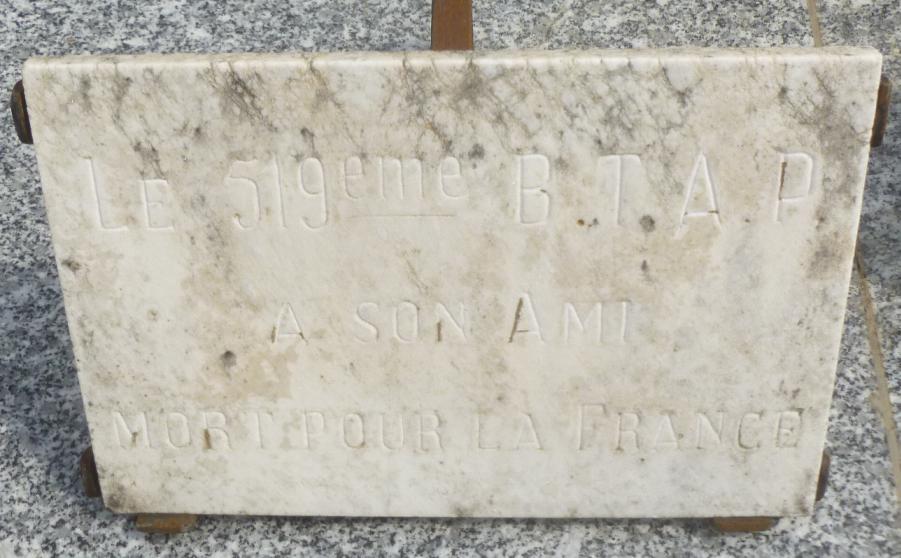 Le 519ème B.T.A.P
A SON AMI
MORT POUR LA FRANCE